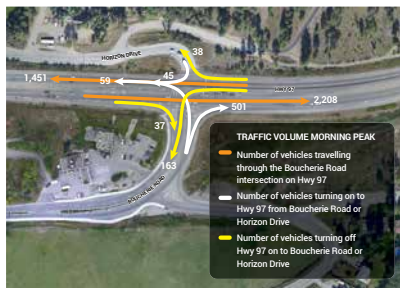 HORIZON DRIVE
38
1,451
59
45
HWY 97
2,208
501
37
163
BOUCHERIE ROAD
TRAFFIC VOLUME MORNING PEAK
Number of vehicles travelling
through the Boucherie Road
intersection on Hwy 97
Number of vehicles turning on to
Hwy 97 from Boucherie Road or
Horizon Drive
Number of vehicles turning off
Hwy 97 on to Boucherie Road or
Horizon Drive